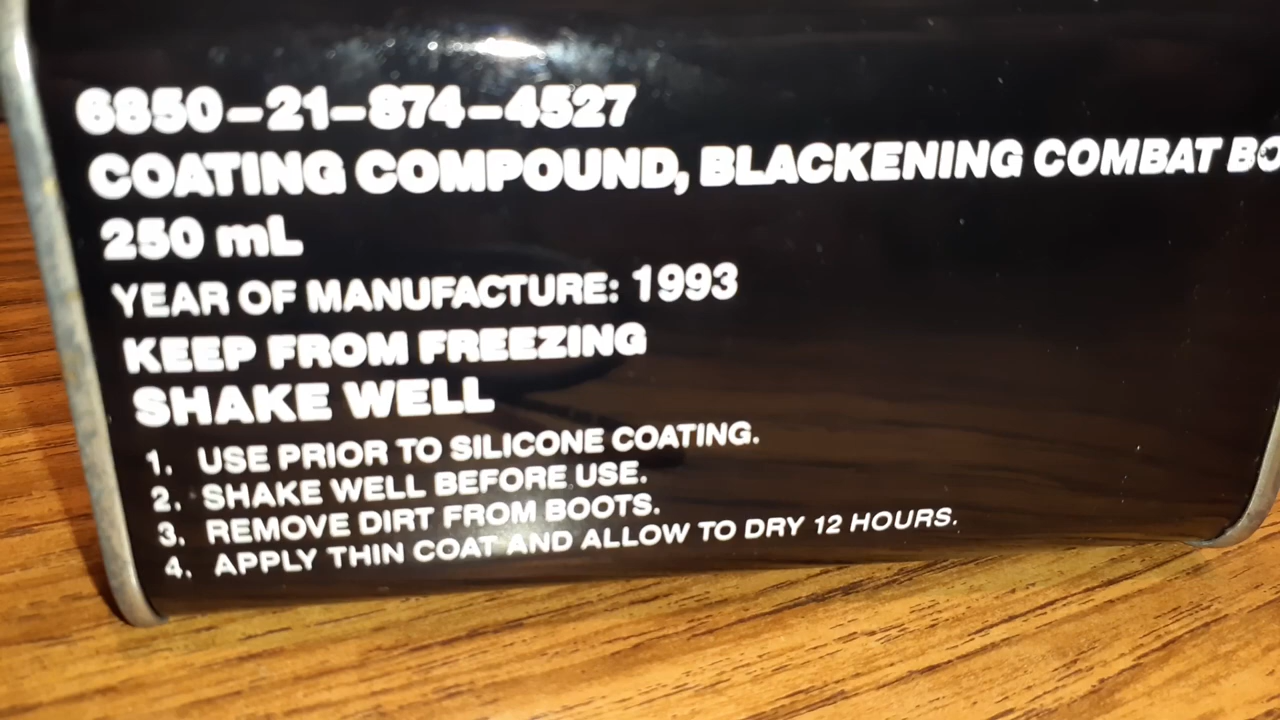 6850-21-874-4527
COATING COMPOUND, BLACKENING COMBAT
250 mL
YEAR OF MANUFACTURE: 1993
KEEP FROM FREEZING
SHAKE WELL
1. USE PRIOR TO SILICONE COATING.
2. SHAKE WELL BEFORE USE.
3. REMOVE DIRT FROM BOOTS.
4. APPLY THIN COAT AND ALLOW TO DRY 12 HOURS.